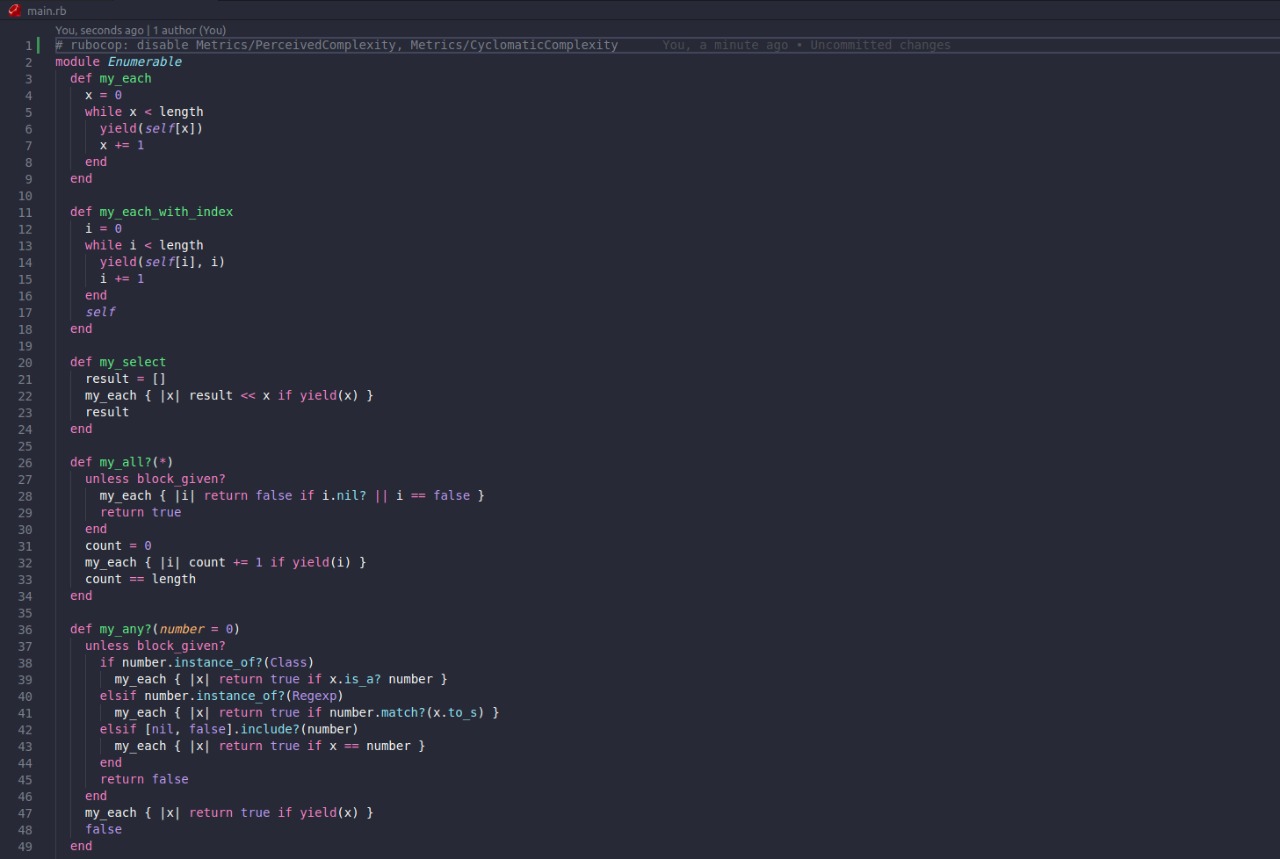 main.rb
You, seconds ago | 1 author (You)
1 # rubocop: disable Metrics/PerceivedComplexity, Metrics/CyclomaticComplexity You, a minute ago • Uncommitted changes
2 module Enumerable
3 def my_each
4 x = 0
5 while x < length
6 yield(self[x])
7 x += 1
8 end
9 end
10
11 def my_each_with_index
12 i = 0
13 while i < length
14 yield(self[i], i)
15 i += 1
16 end
17 self
18 end
19
20 def my_select
21 result = []
22 my_each { |x| result << x if yield(x) }
23 result
24 end
25
26 def my_all?(*)
27 unless block_given?
28 my_each { |i| return false if i.nil? || i == false }
29 return true
30 end
31 count = 0
32 my_each { |i| count += 1 if yield(i) }
33 count == length
34 end
35
36 def my_any?(number = 0)
37 unless block_given?
38 if number.instance_of?(Class)
39 my_each { |x| return true if x.is_a? number }
40 elsif number.instance_of?(Regexp)
41 my_each { |x| return true if number.match?(x.to_s) }
42 elsif [nil, false].include?(number)
43 my_each { |x| return true if x == number }
44 end
45 return false
46 end
47 my_each { |x| return true if yield(x) }
48 false
49 end